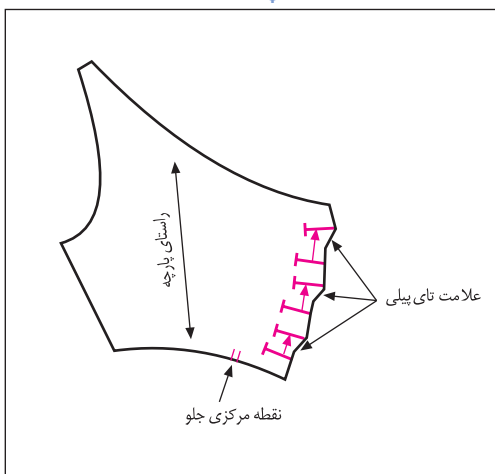 راستای پارچه
علامت تای پیلی
نقطه مرکزی جلو